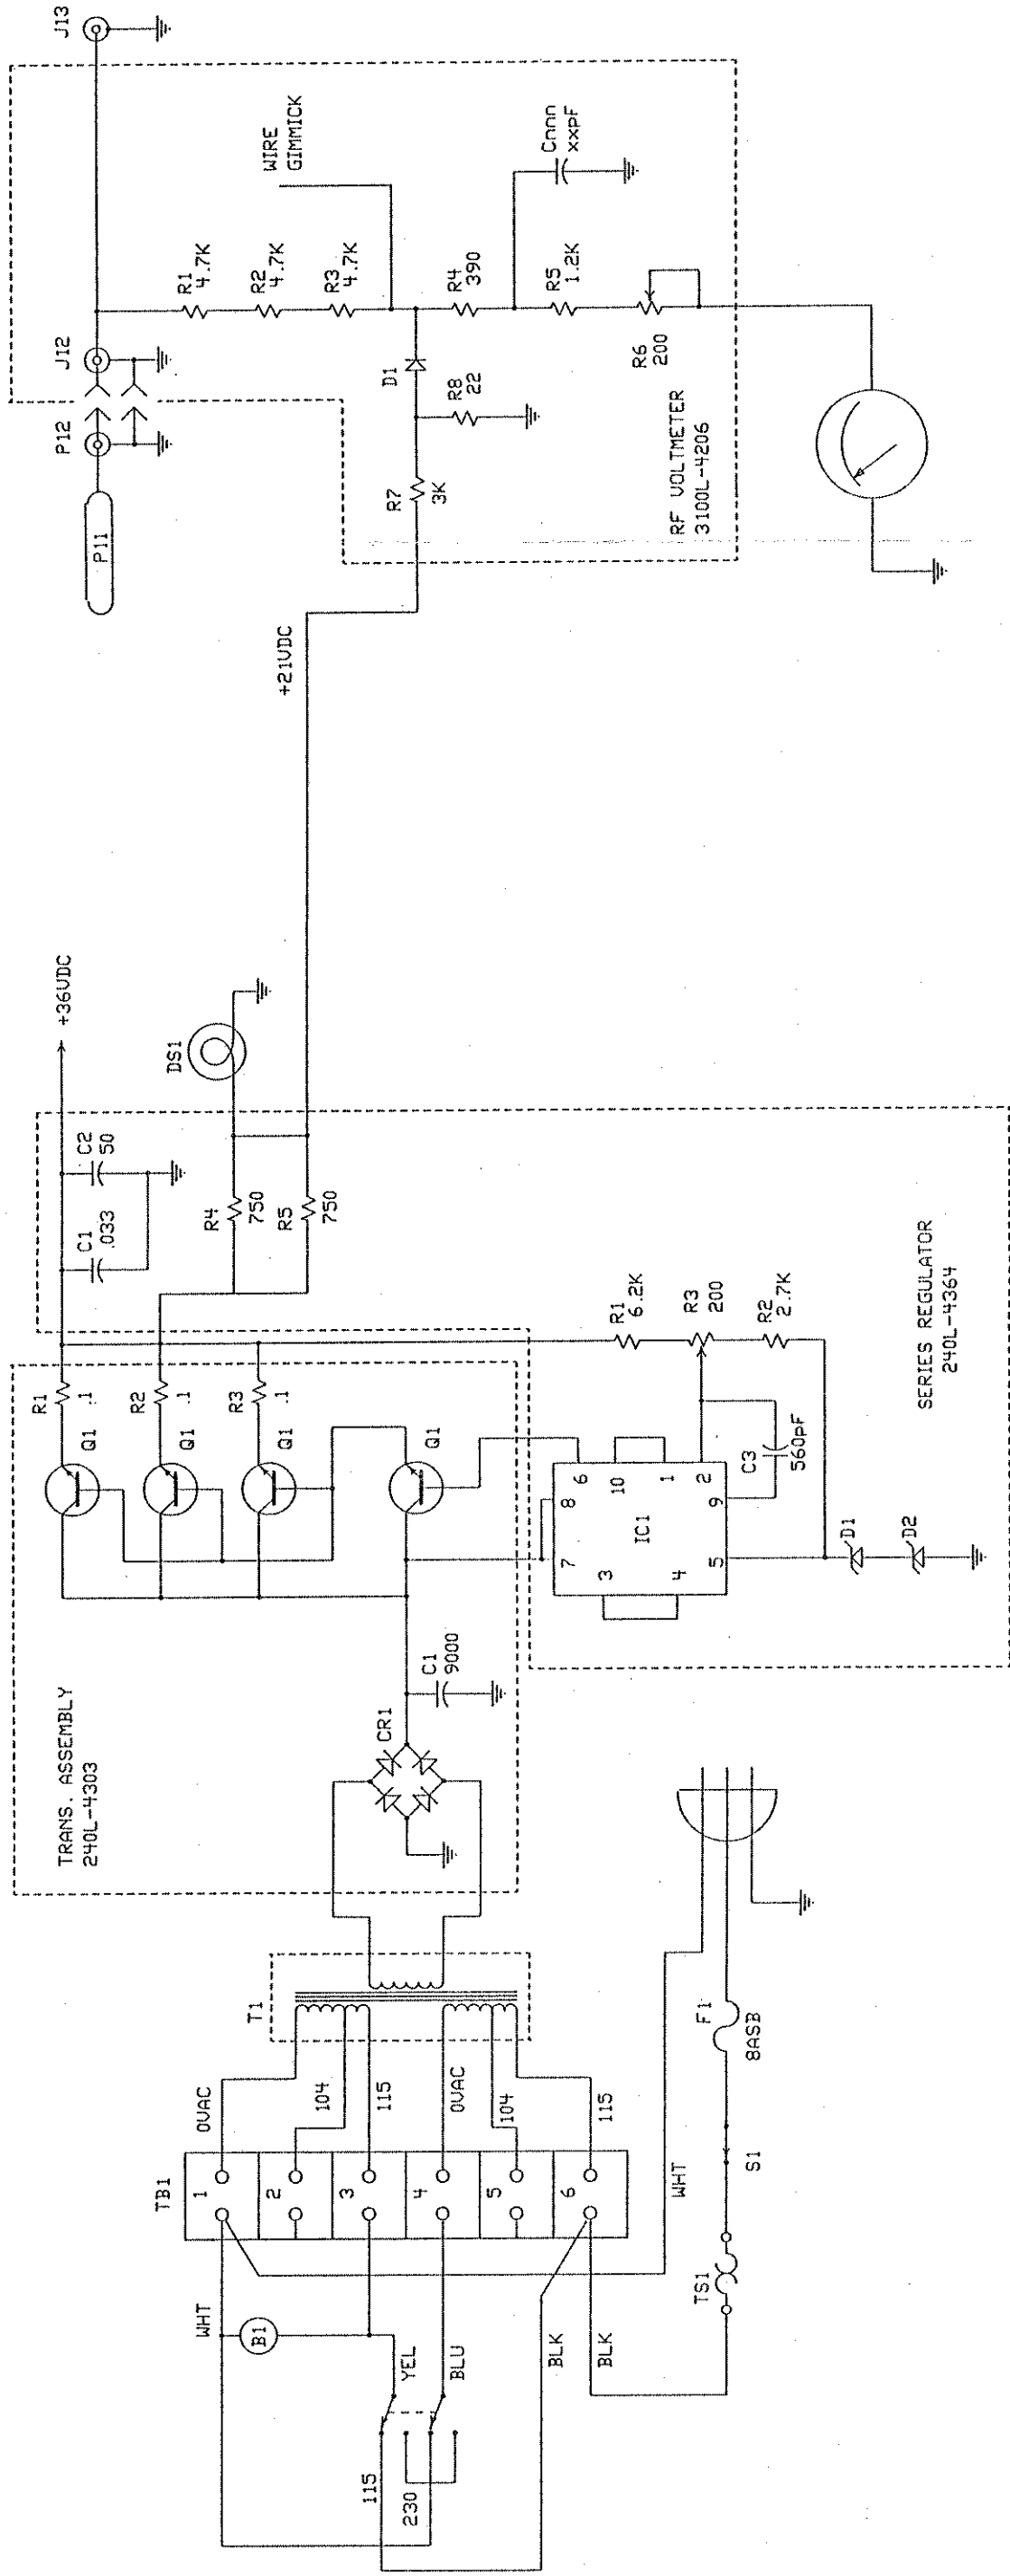 TRANS. ASSEMBLY
240L-4303
R1
.1
Q1
R2
.1
Q1
R3
.1
Q1
Q1
CR1
C1
9000
T1
TB1
1
2
3
4
5
6
0VAC
104
115
0VAC
104
115
WHT
B1
YEL
BLU
BLK
BLK
115
230
WHT
TS1
S1
F1
8ASB
+36VDC
C1
.033
C2
50
DS1
R4
750
R5
750
R1
6.2K
R3
200
R2
2.7K
IC1
7
8
6
3
10
4
1
5
9
2
C3
560pF
D1
D2
SERIES REGULATOR
240L-4364
+21VDC
P11
P12
J12
J13
R1
4.7K
R2
4.7K
R3
4.7K
WIRE
GIMMICK
D1
R4
390
R8
22
R7
3K
Cnnn
xxpF
R5
1.2K
R6
200
RF VOLTMETER
3100L-4206